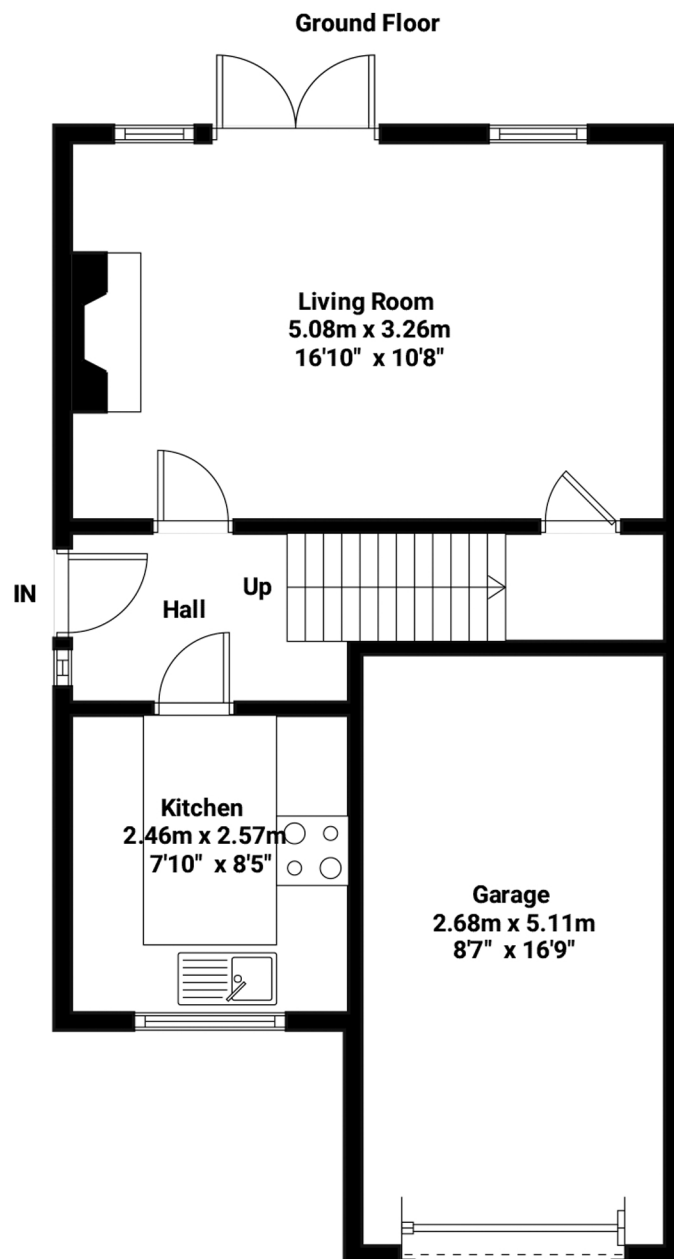 Ground Floor
Living Room
5.08m x 3.26m
16'10" x 10'8"
IN
Up
Hall
Kitchen
2.46m x 2.57m
7'10" x 8'5"
Garage
2.68m x 5.11m
8'7" x 16'9"